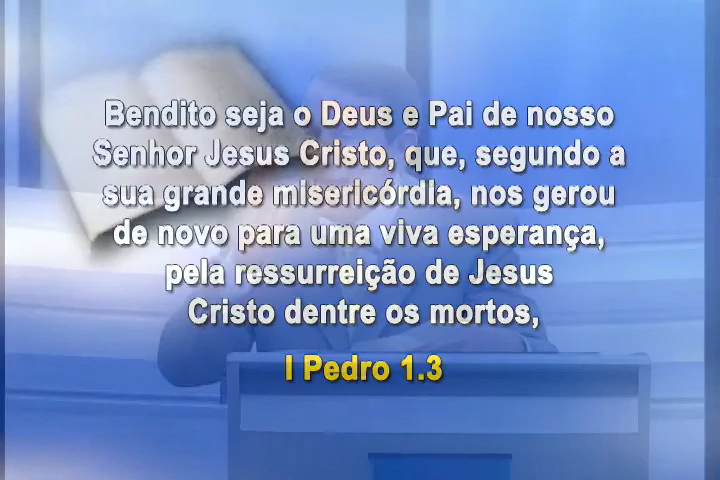 Bendito seja o Deus e Pai de nosso
Senhor Jesus Cristo, que, segundo a
sua grande misericórdia, nos gerou
de novo para uma viva esperança,
pela ressurreição de Jesus
Cristo dentre os mortos,
I Pedro 1.3